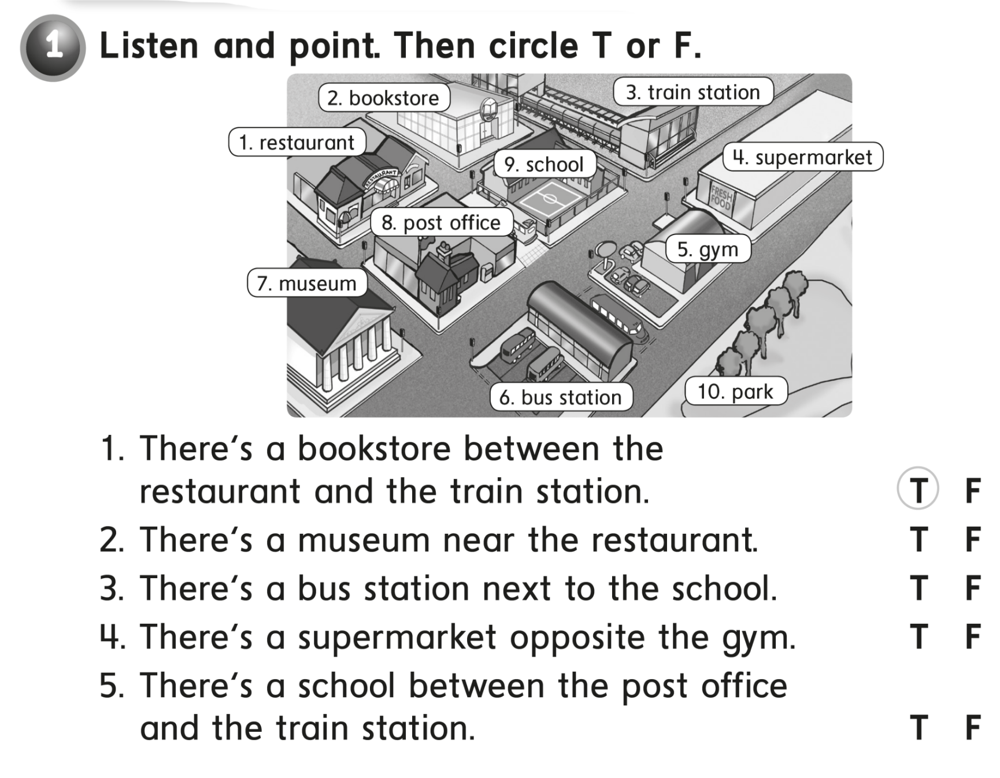 1 Listen and point. Then circle T or F.
2. bookstore
3. train station
1. restaurant
4. supermarket
9. school
RESTAURANT
FRESH
FOOD
8. post office
5. gym
7. museum
6. bus station
10. park
1. There‘s a bookstore between the
restaurant and the train station. T F
2. There‘s a museum near the restaurant. T F
3. There‘s a bus station next to the school. T F
4. There‘s a supermarket opposite the gym. T F
5. There‘s a school between the post office
and the train station. T F